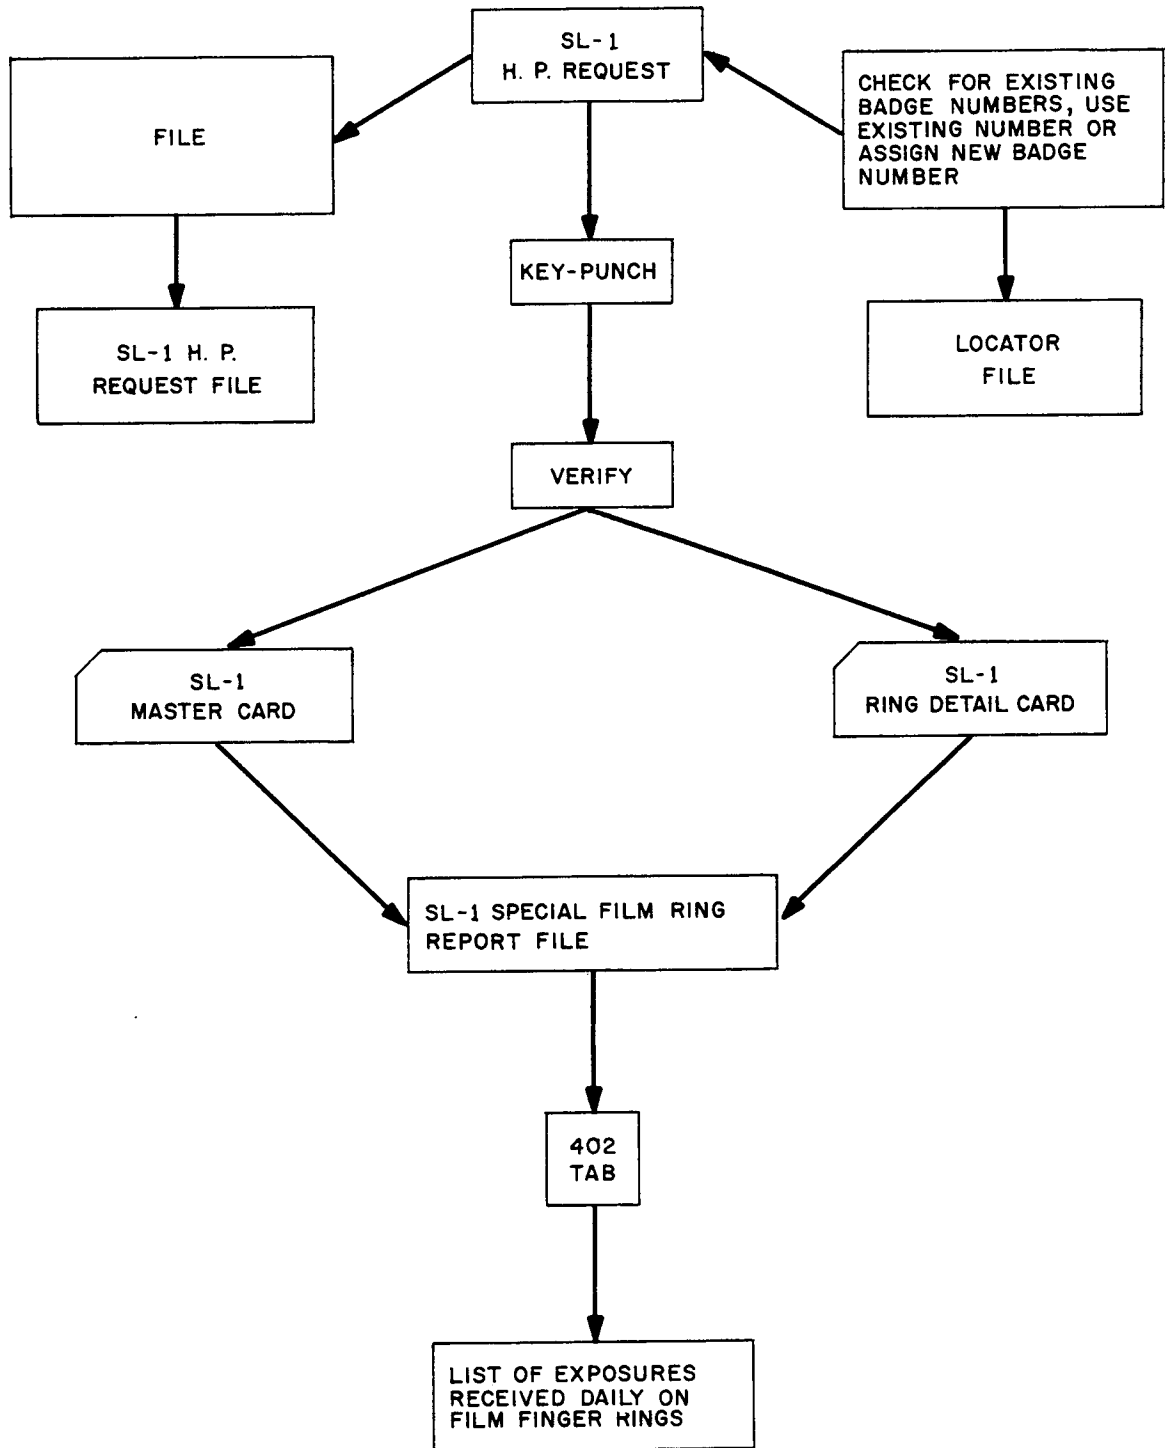 SL-1
H. P. REQUEST
FILE
CHECK FOR EXISTING
BADGE NUMBERS, USE
EXISTING NUMBER OR
ASSIGN NEW BADGE
NUMBER
KEY-PUNCH
SL-1 H. P.
REQUEST FILE
LOCATOR
FILE
VERIFY
SL-1
MASTER CARD
SL-1
RING DETAIL CARD
SL-1 SPECIAL FILM RING
REPORT FILE
402
TAB
LIST OF EXPOSURES
RECEIVED DAILY ON
FILM FINGER RINGS